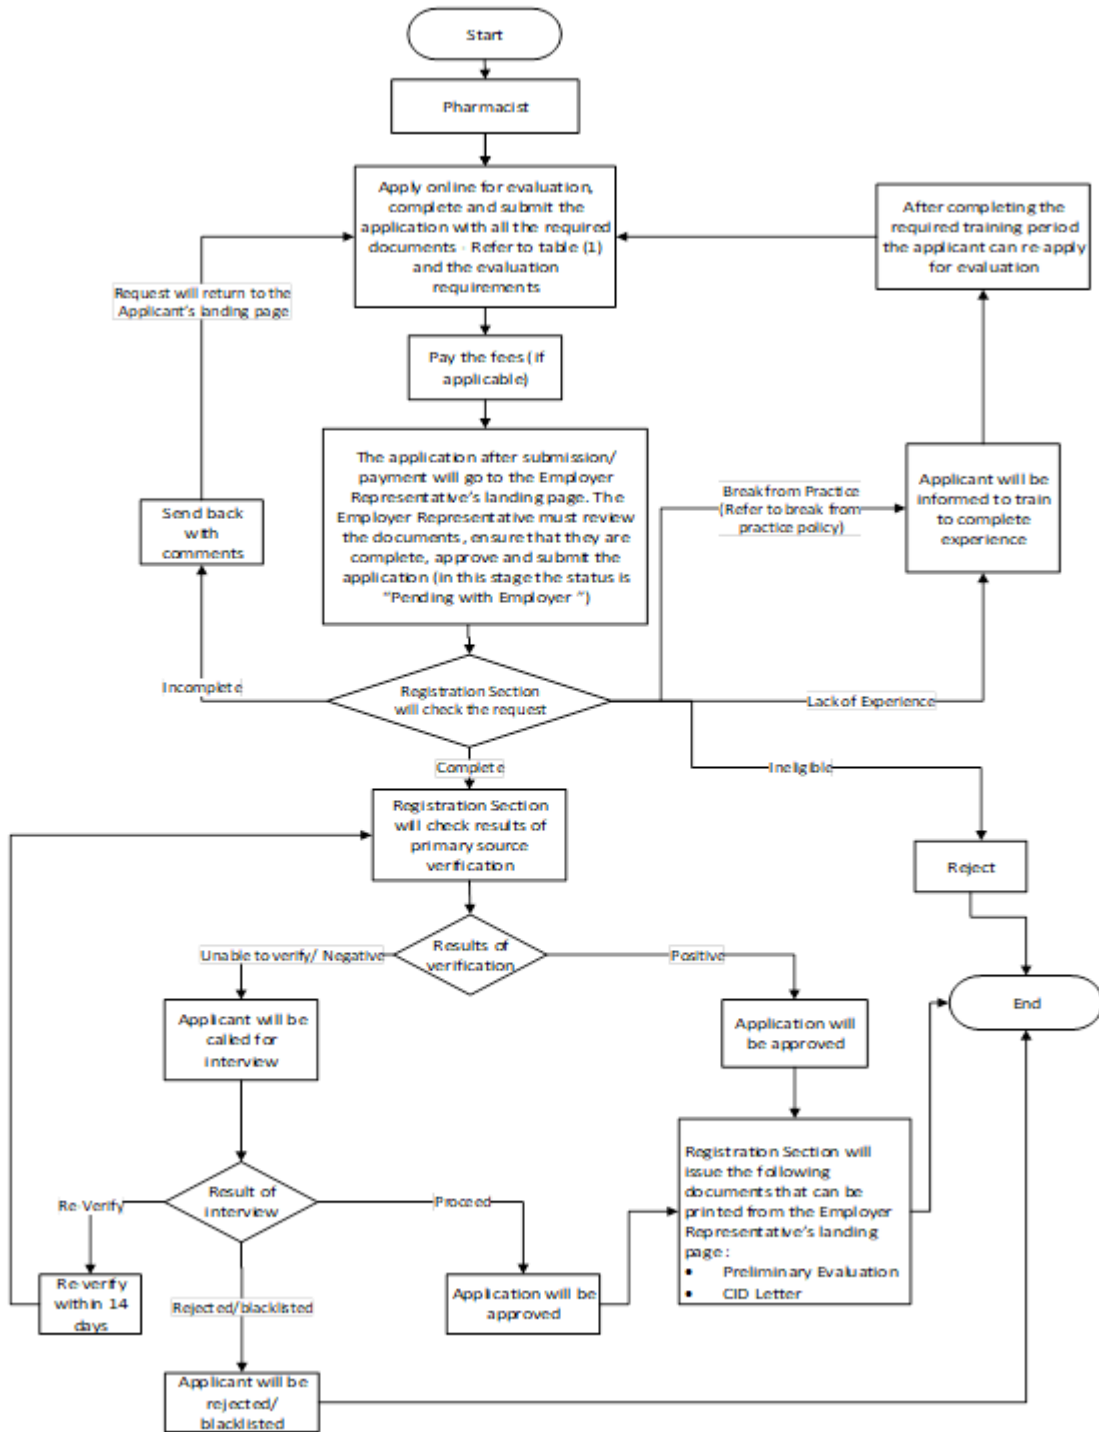 Start
Pharmacist
Apply online for evaluation,
complete and submit the
application with all the required
documents - Refer to table (1)
and the evaluation
requirements
After completing the
required training period
the applicant can re-apply
for evaluation
Request will return to the
Applicant's landing page
Pay the fees (if
applicable)
The application after submission/
payment will go to the Employer
Representative's landing page. The
Employer Representative must review
the documents, ensure that they are
complete, approve and submit the
application (in this stage the status is
"Pending with Employer ")
Send back
with
comments
Break from Practice
(Refer to break from
practice policy)
Applicant will be
informed to train
to complete
experience
Incomplete
Registration Section
will check the request
Lack of Experience
Complete
Ineligible
Registration Section
will check results of
primary source
verification
Reject
Unable to verify/ Negative
Results of
verification
Positive
End
Applicant will be
called for
interview
Application will
be approved
Registration Section will
issue the following
documents that can be
printed from the Employer
Representative's landing
page :
• Preliminary Evaluation
• CID Letter
Re-Verify
Result of
interview
Proceed
Re-verify
within 14
days
Rejected/blacklisted
Application will be
approved
Applicant will be
rejected/
blacklisted